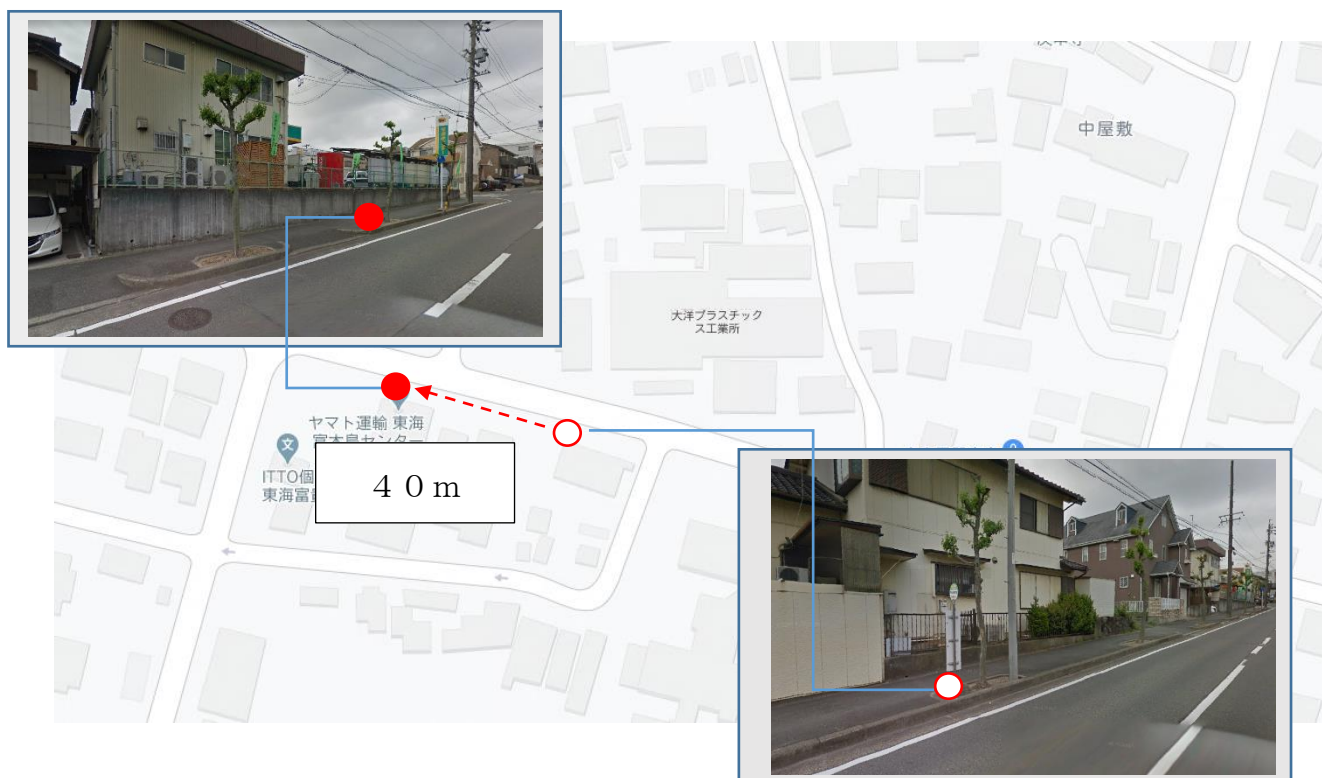 中屋敷
大洋プラスチック
ス工業所
ヤマト運輸 東海
文
ITTO個
東海富
４０ｍ